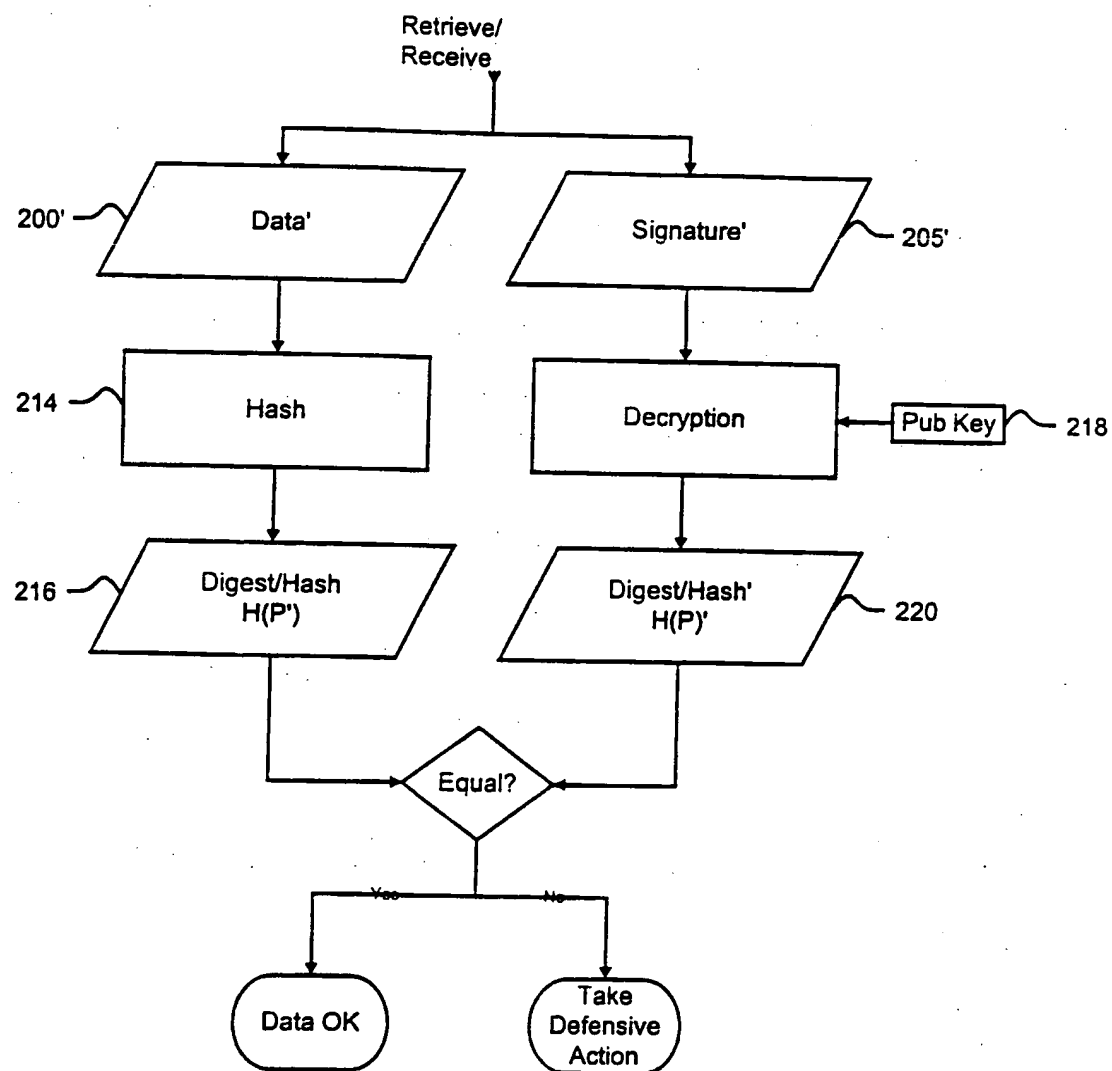 Retrieve/
Receive
200'
Data'
Signature'
205'
214
Hash
Decryption
Pub Key
218
216
Digest/Hash
H(P')
Digest/Hash'
H(P)'
220
Equal?
Yes
No
Data OK
Take
Defensive
Action